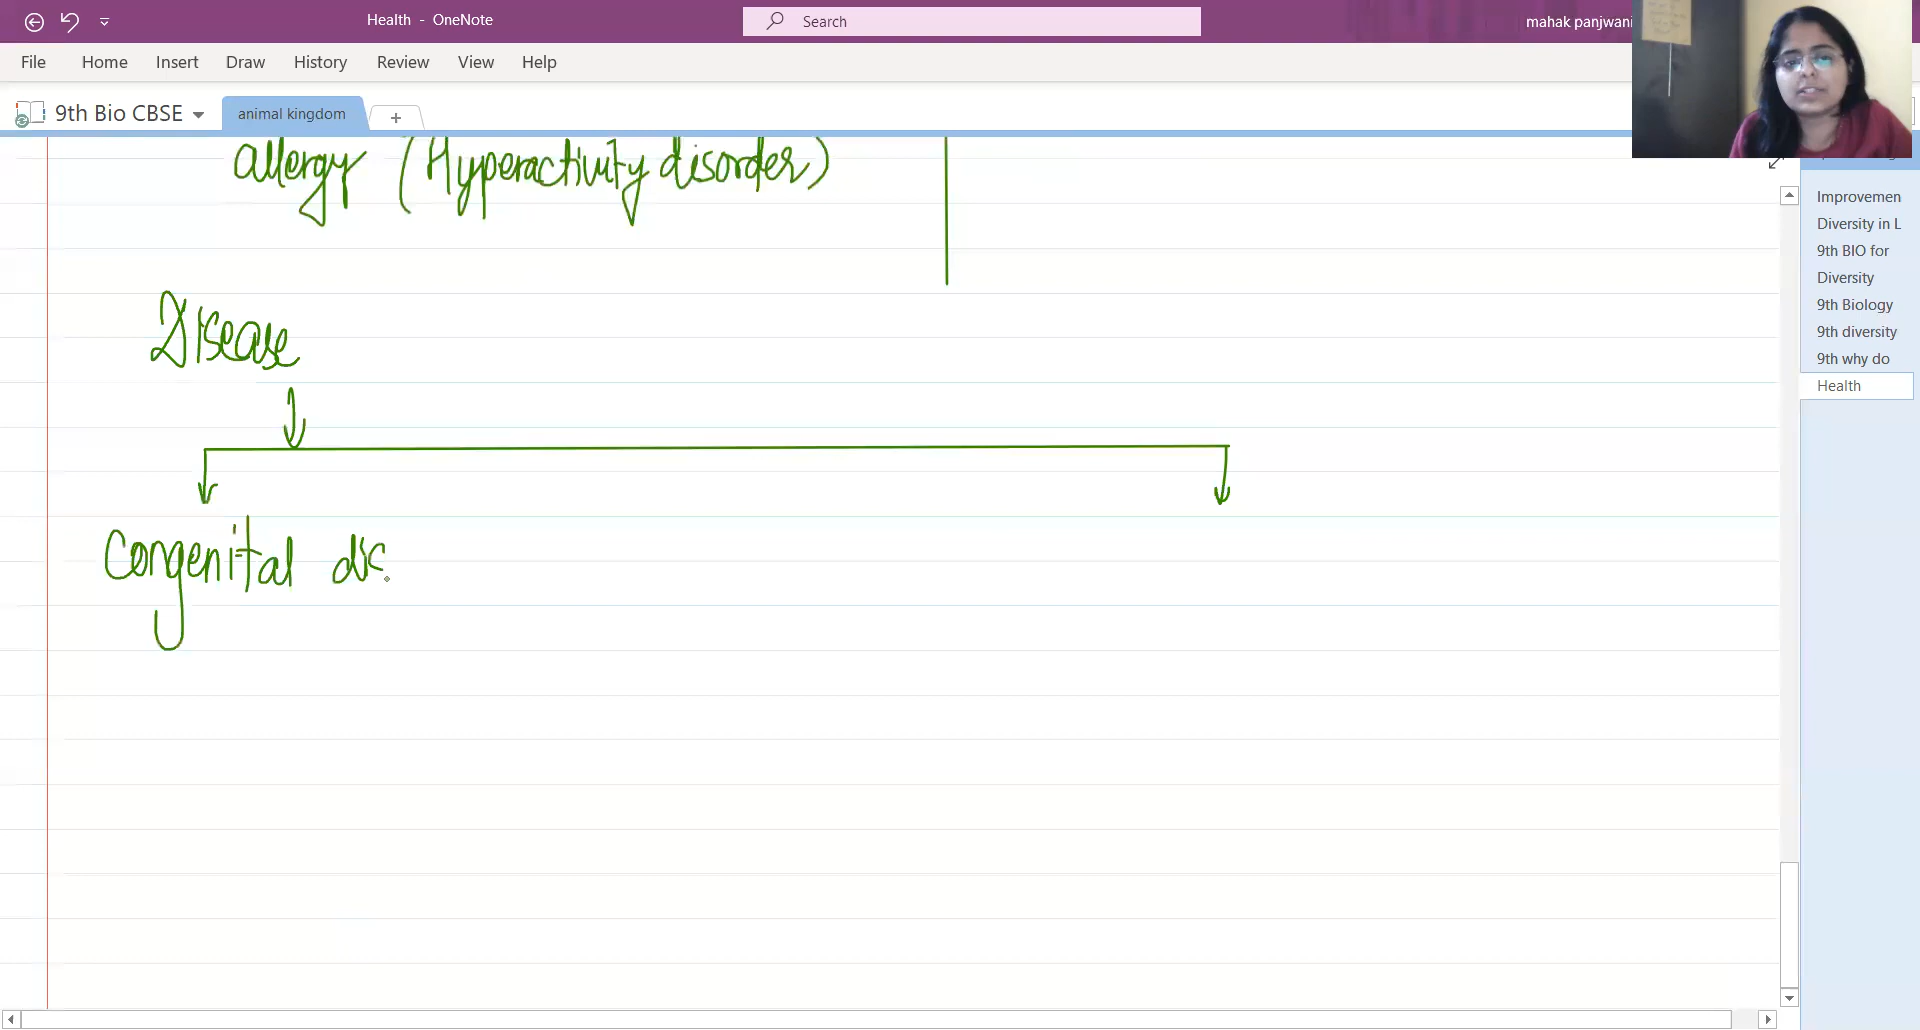 Health - OneNote
Search
mahak panjwani
File Home Insert Draw History Review View Help
9th Bio CBSE
animal kingdom
+
allergy (Hyperactivity disorder)
Disease
Congenital dis
Improvemen
Diversity in L
9th BIO for
Diversity
9th Biology
9th diversity
9th why do
Health